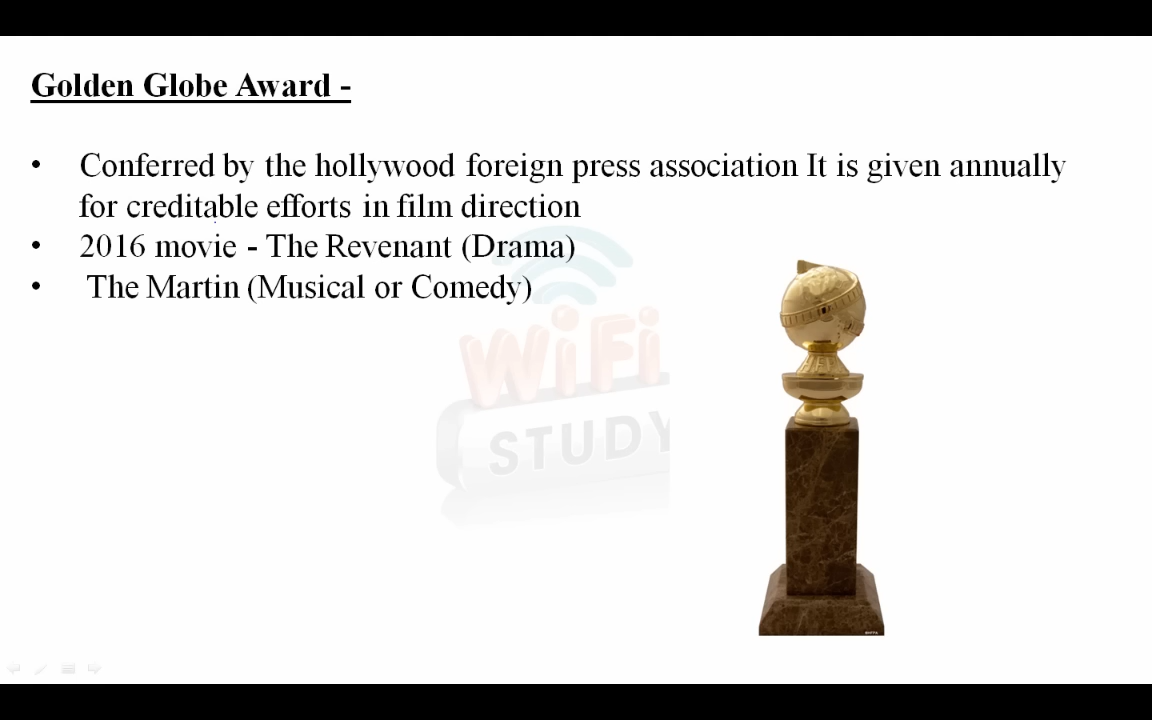 Golden Globe Award -
• Conferred by the hollywood foreign press association It is given annually
for creditable efforts in film direction
• 2016 movie - The Revenant (Drama)
• The Martin (Musical or Comedy)
WiFi
STUDY